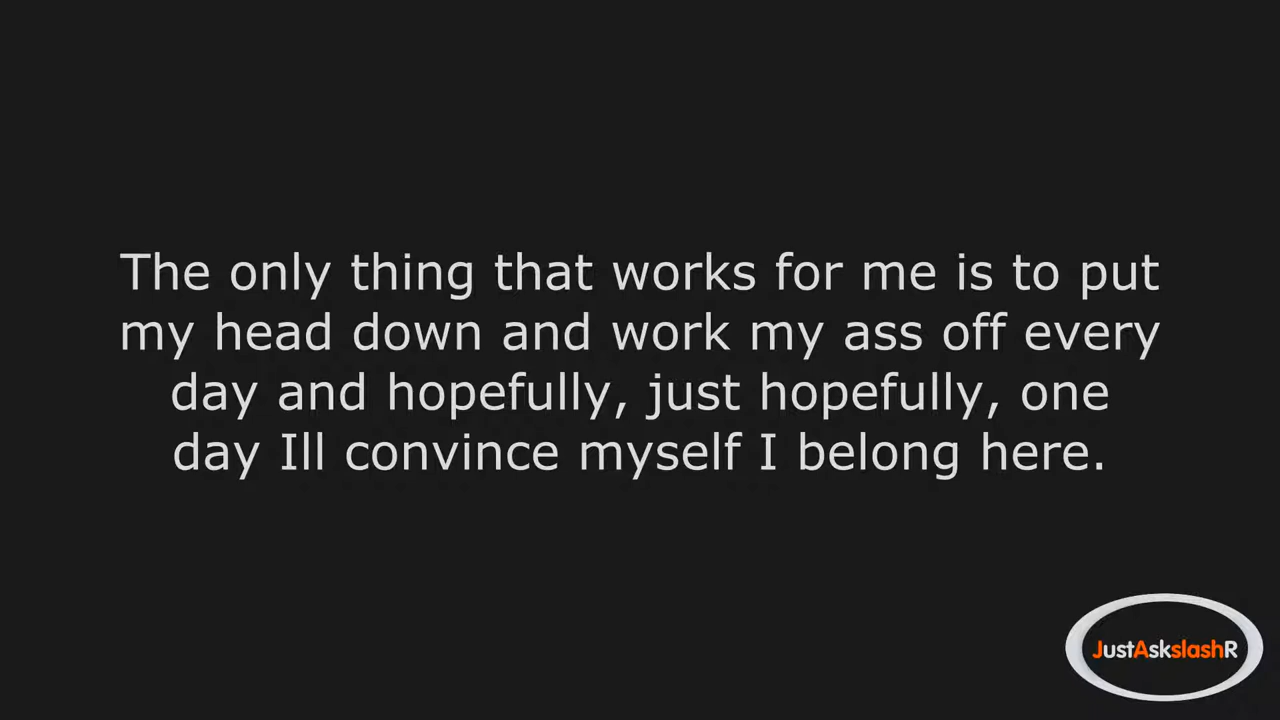 The only thing that works for me is to put
my head down and work my ass off every
day and hopefully, just hopefully, one
day Ill convince myself I belong here.
JustAskslashR